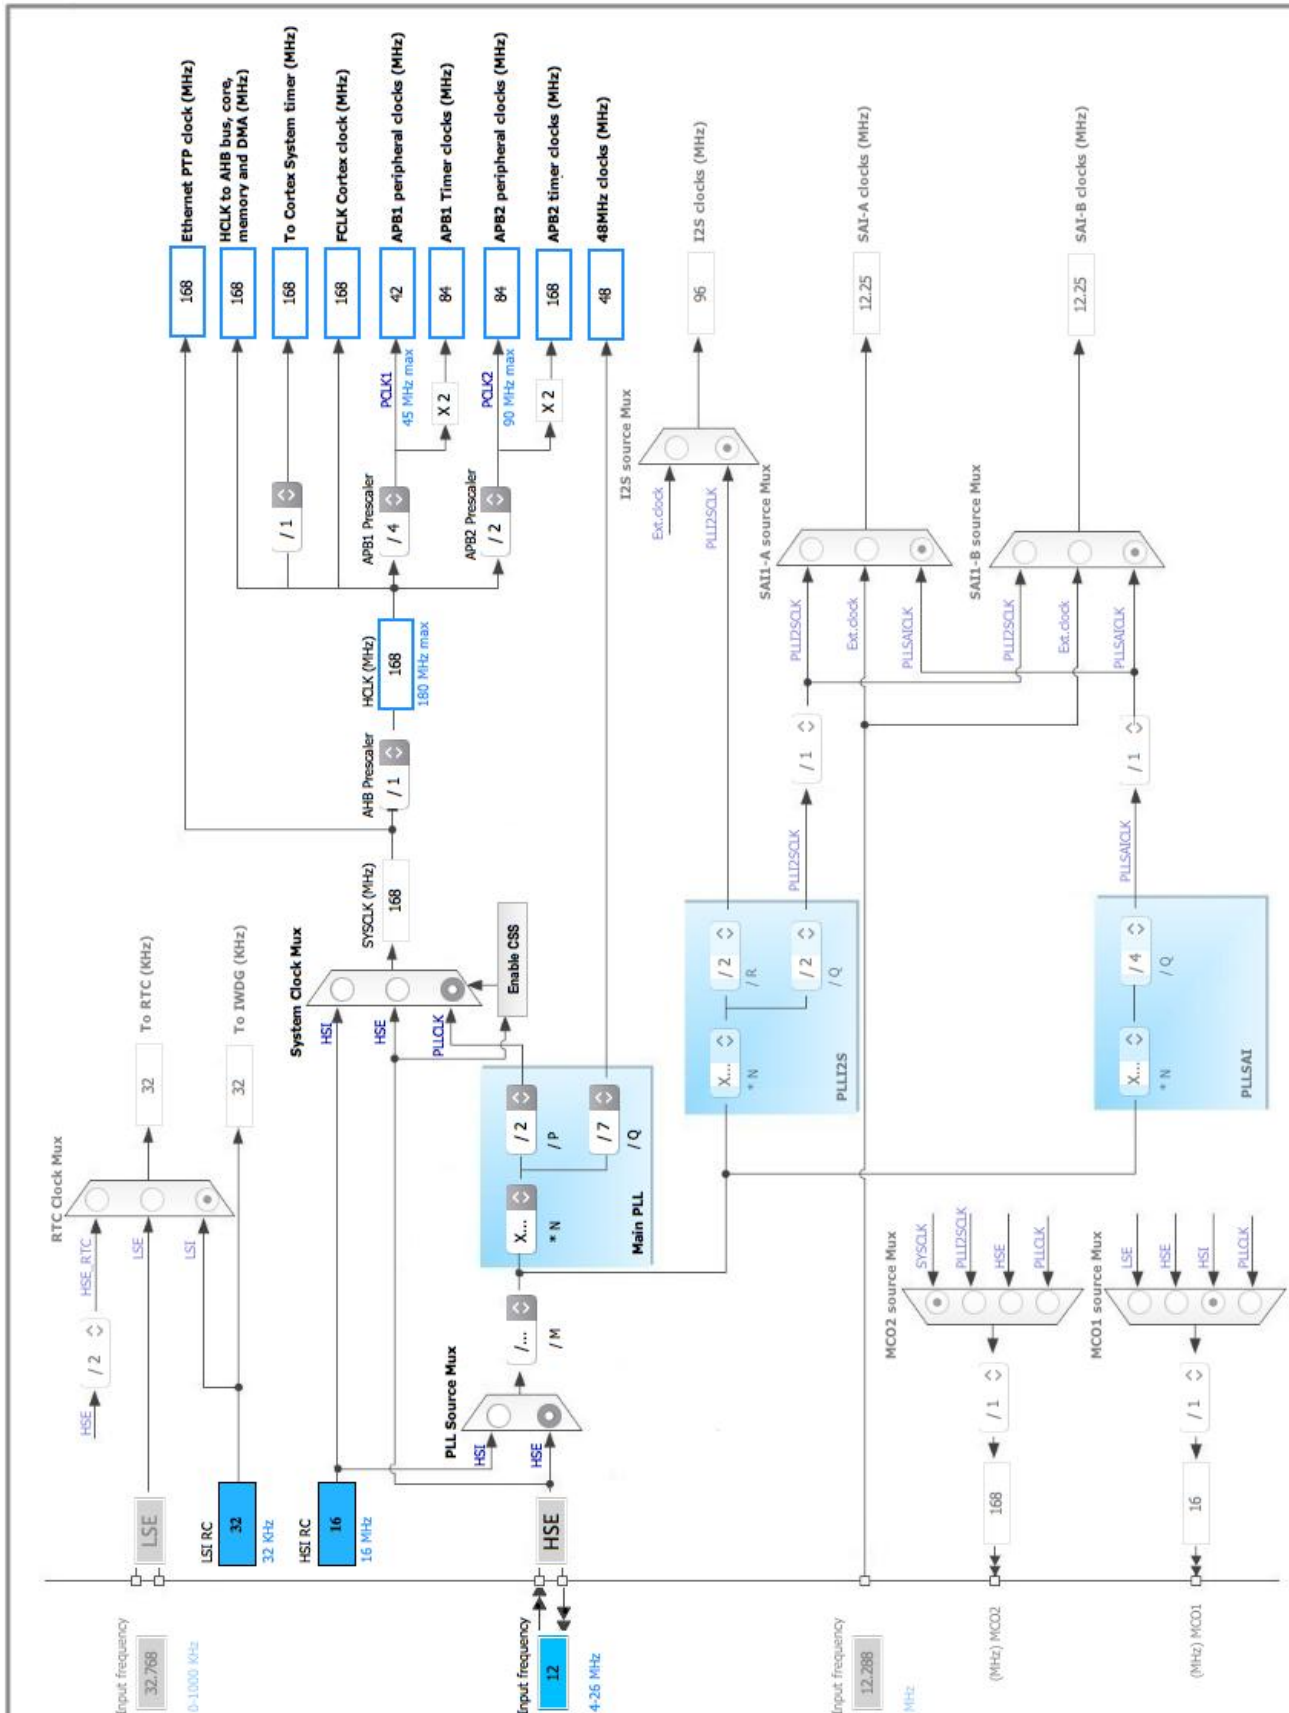 Input frequency
32.768
0-1000 KHz
LSE
LSI RC
32
32 KHz
HSI RC
16
16 MHz
Input frequency
12
4-26 MHz
HSE
Input frequency
12.288
MHz
HSE
/ 2
HSE_RTC
LSE
LSI
RTC Clock Mux
32
To RTC (KHz)
32
To IWDG (KHz)
PLL Source Mux
HSI
HSE
/...
/ M
X...
* N
/ 2
/ P
/ 7
/ Q
Main PLL
System Clock Mux
HSI
HSE
PLLCLK
Enable CSS
SYSCLK (MHz)
168
AHB Prescaler
/ 1
HCLK (MHz)
168
180 MHz max
/ 1
APB1 Prescaler
/ 4
APB2 Prescaler
/ 2
PCLK1
45 MHz max
X 2
PCLK2
90 MHz max
X 2
168
Ethernet PTP clock (MHz)
168
HCLK to AHB bus, core,
memory and DMA (MHz)
168
To Cortex System timer (MHz)
168
FCLK Cortex clock (MHz)
42
APB1 peripheral clocks (MHz)
84
APB1 Timer clocks (MHz)
84
APB2 peripheral clocks (MHz)
168
APB2 timer clocks (MHz)
48
48MHz clocks (MHz)
X...
* N
/ 2
/ R
/ 2
/ Q
PLLI2S
PLLI2SCLK
/ 1
I2S source Mux
Ext.clock
PLLI2SCLK
96
I2S clocks (MHz)
SAI1-A source Mux
PLLI2SCLK
Ext.clock
PLLSAICLK
12.25
SAI-A clocks (MHz)
X...
* N
/ 4
/ Q
PLLSAI
PLLSAICLK
/ 1
SAI1-B source Mux
PLLI2SCLK
Ext.clock
PLLSAICLK
12.25
SAI-B clocks (MHz)
(MHz) MCO2
168
/ 1
MCO2 source Mux
SYSCLK
PLLI2SCLK
HSE
PLLCLK
(MHz) MCO1
16
/ 1
MCO1 source Mux
LSE
HSE
HSI
PLLCLK